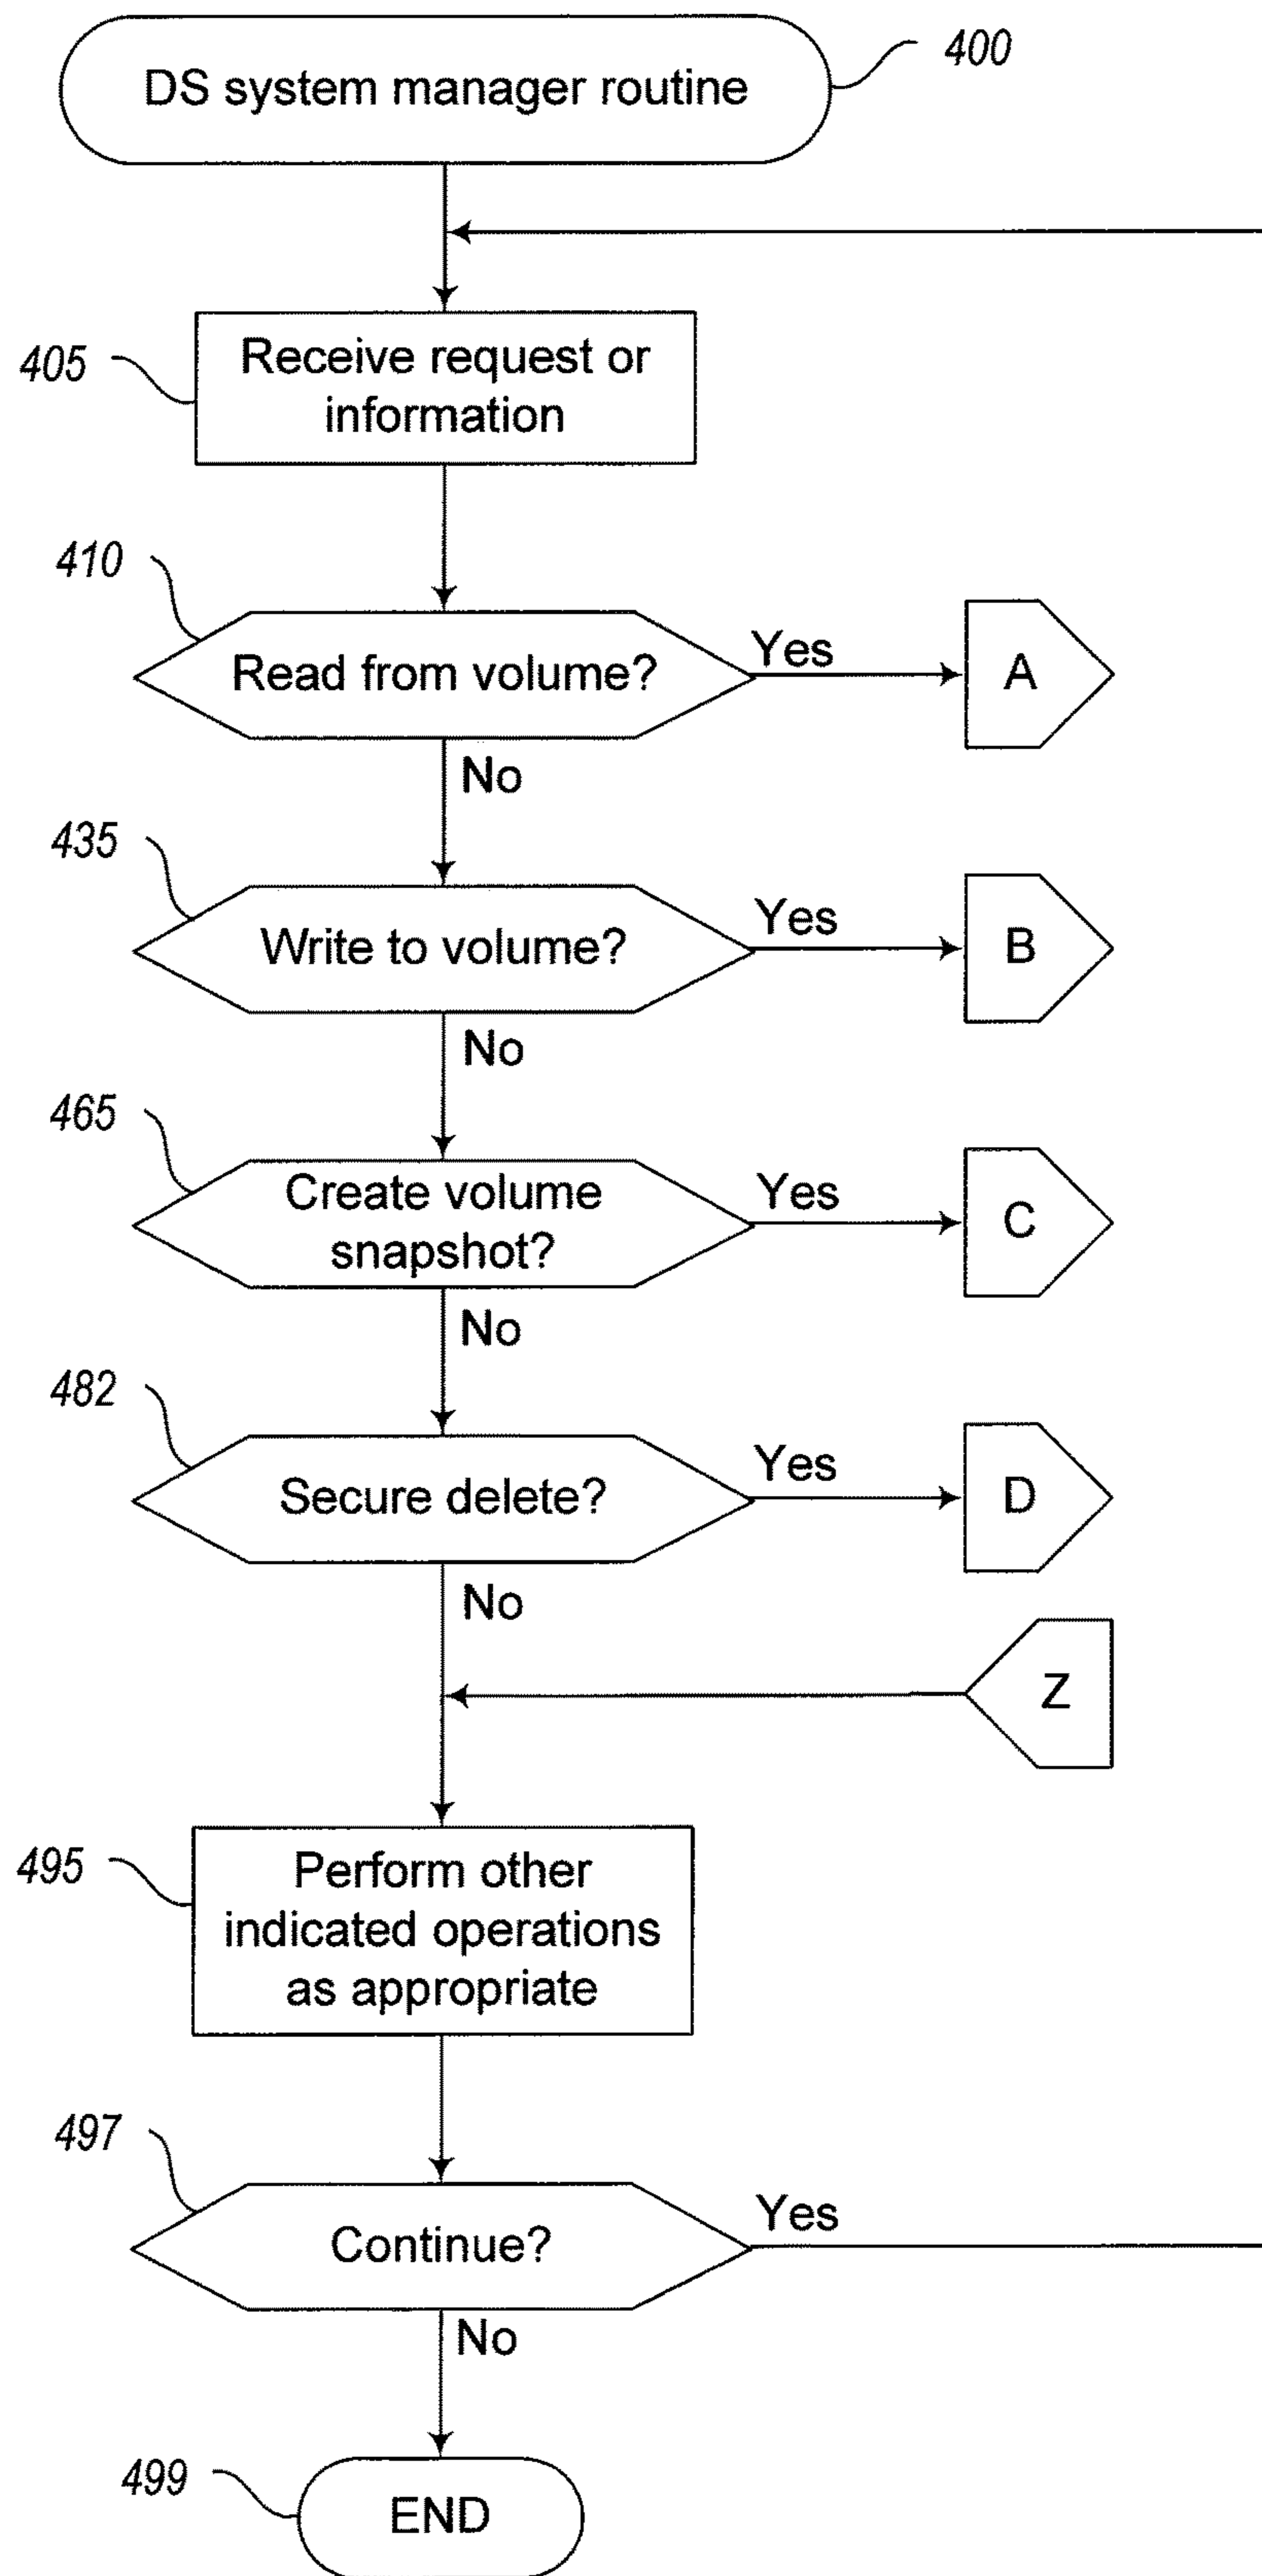 DS system manager routine
400
405
Receive request or
information
410
Read from volume?
Yes
A
No
435
Write to volume?
Yes
B
No
465
Create volume
snapshot?
Yes
C
No
482
Secure delete?
Yes
D
No
Z
495
Perform other
indicated operations
as appropriate
497
Continue?
Yes
No
499
END